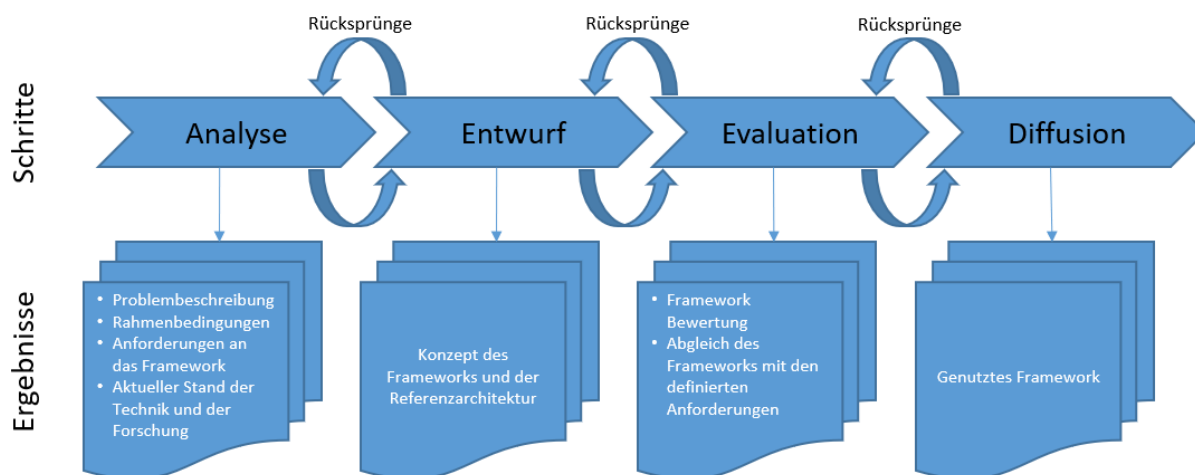 Rücksprünge
Rücksprünge
Rücksprünge
Schritte
Analyse
Entwurf
Evaluation
Diffusion
Ergebnisse
• Problembeschreibung
• Rahmenbedingungen
• Anforderungen an
das Framework
• Aktueller Stand der
Technik und der
Forschung
Konzept des
Frameworks und der
Referenzarchitektur
• Framework
Bewertung
• Abgleich des
Frameworks mit den
definierten
Anforderungen
Genutztes Framework